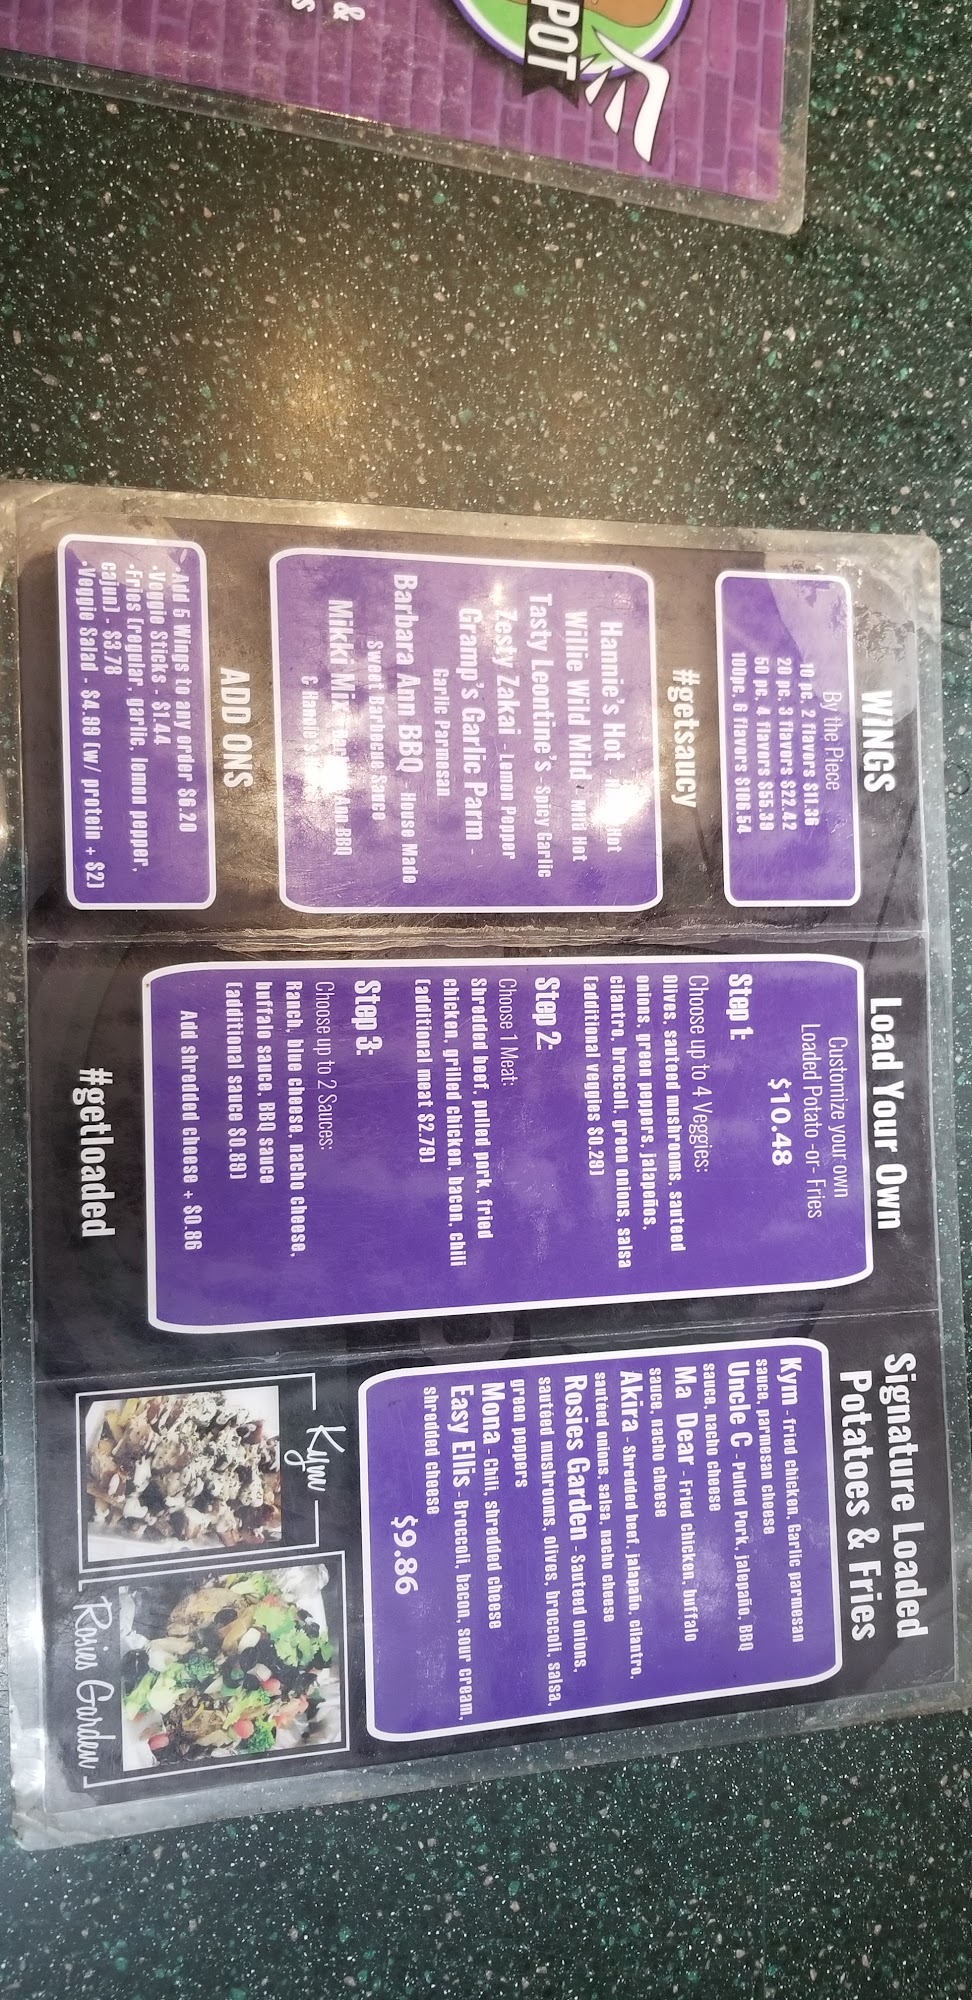 POT
&
WINGS
By the Piece
10 pc, 2 flavors $11.36
20 pc, 3 flavors $22.42
50 pc, 4 flavors $55.39
100pc, 6 flavors $106.54
#getsaucy
Hannie's Hot -
Willie Wild Mild - Mild Hot
Tasty Leontine's - Spicy Garlic
Zesty Zakai - Lemon Pepper
Gramp's Garlic Parm -
Garlic Parmesan
Barbara Ann BBQ - House Made
Sweet Barbecue Sauce
Mikki Mix Ann BBQ
ADD ONS
•Add 5 Wings to any order $6.20
•Veggie Sticks - $1.44
•Fries (regular, garlic, lemon pepper,
cajun) - $3.78
•Veggie Salad - $4.99 (w/ protein + $2)
Load Your Own
Customize your own
Loaded Potato -or- Fries
$10.48
Step 1:
Choose up to 4 Veggies:
olives, sauted mushrooms, sauteed
onions, green peppers, jalapeños,
cilantro, broccoli, green onions, salsa
(additional veggies $0.29)
Step 2:
Choose 1 Meat:
Shredded beef, pulled pork, fried
chicken, grilled chicken, bacon, chili
(additional meat $2.79)
Step 3:
Choose up to 2 Sauces:
Ranch, blue cheese, nacho cheese,
buffalo sauce, BBQ sauce
(additional sauce $0.89)
Add shredded cheese + $0.86
#getloaded
Signature Loaded
Potatoes & Fries
Kym - fried chicken, Garlic parmesan
sauce, parmesan cheese
Uncle C - Pulled Pork, jalepaño, BBQ
sauce, nacho cheese
Ma Dear - Fried chicken, buffalo
sauce, nacho cheese
Akira - Shredded beef, jalapaño, cilantro,
sautéd onions, salsa, nacho cheese
Rosies Garden - Sauteed onions,
sautéed mushrooms, olives, broccoli, salsa,
green peppers
Mona - Chili, shredded cheese
Easy Ellis - Broccoli, bacon, sour cream,
shredded cheese
$9.86
Kym
Rosies Garden